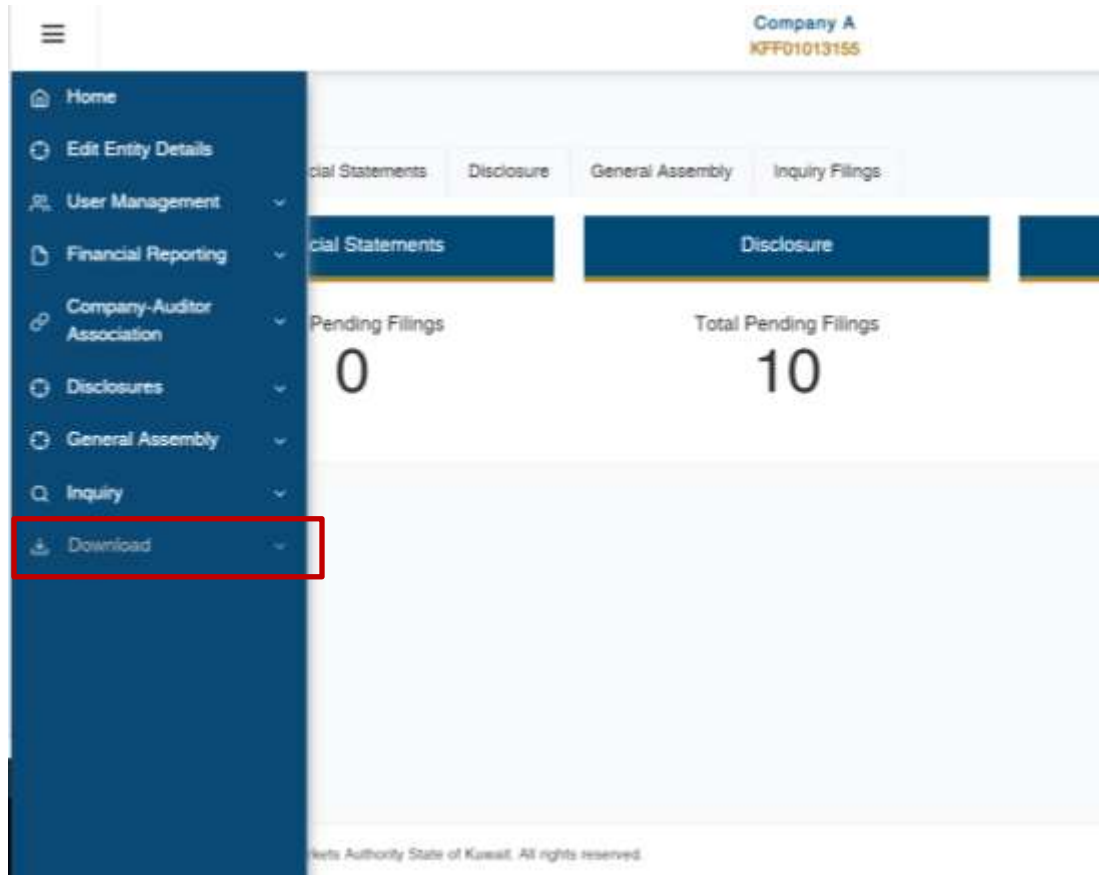 Company A
KFF01013155
Home
Edit Entity Details
User Management
Financial Reporting
Company-Auditor
Association
Disclosures
General Assembly
Inquiry
Download
cial Statements
Disclosure
General Assembly
Inquiry Filings
cial Statements
Disclosure
Pending Filings
Total Pending Filings
0
10
kets Authority State of Kuwait. All rights reserved.